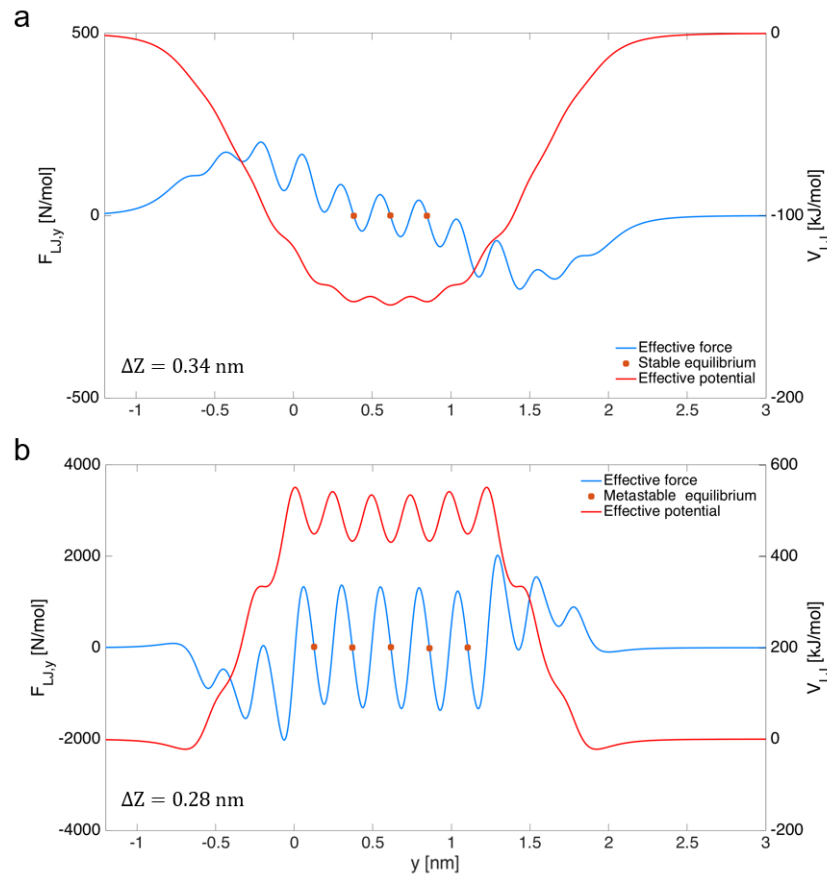 a
500
0
-500
F_LJ,y [N/mol]
0
-100
-200
V_LJ [kJ/mol]
ΔZ = 0.34 nm
Effective force
Stable equilibrium
Effective potential
-1 -0.5 0 0.5 1 1.5 2 2.5 3
b
4000
2000
0
-2000
-4000
F_LJ,y [N/mol]
600
400
200
0
-200
V_LJ [kJ/mol]
Effective force
Metastable equilibrium
Effective potential
ΔZ = 0.28 nm
-1 -0.5 0 0.5 1 1.5 2 2.5 3
y [nm]